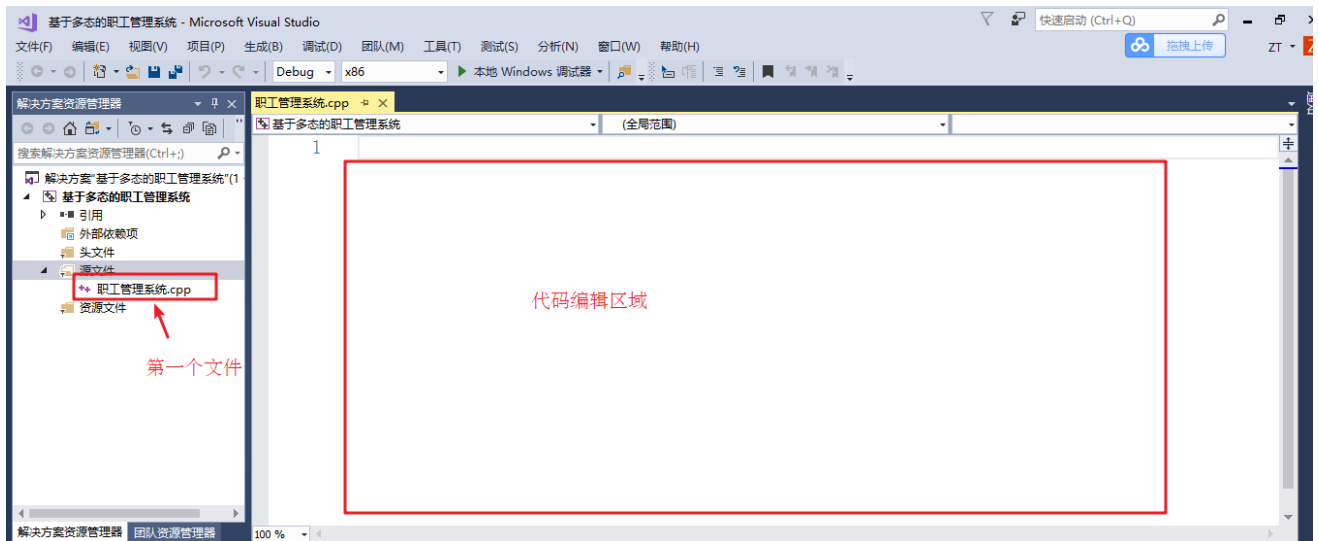 基于多态的职工管理系统 - Microsoft Visual Studio
快速启动 (Ctrl+Q)
文件(F) 编辑(E) 视图(V) 项目(P) 生成(B) 调试(D) 团队(M) 工具(T) 测试(S) 分析(N) 窗口(W) 帮助(H)
拖拽上传
ZT
Debug x86 本地 Windows 调试器
解决方案资源管理器
职工管理系统.cpp
基于多态的职工管理系统 (全局范围)
搜索解决方案资源管理器(Ctrl+;)
1
解决方案"基于多态的职工管理系统"(1
基于多态的职工管理系统
引用
外部依赖项
头文件
源文件
职工管理系统.cpp
资源文件
第一个文件
代码编辑区域
解决方案资源管理器 团队资源管理器
100 %